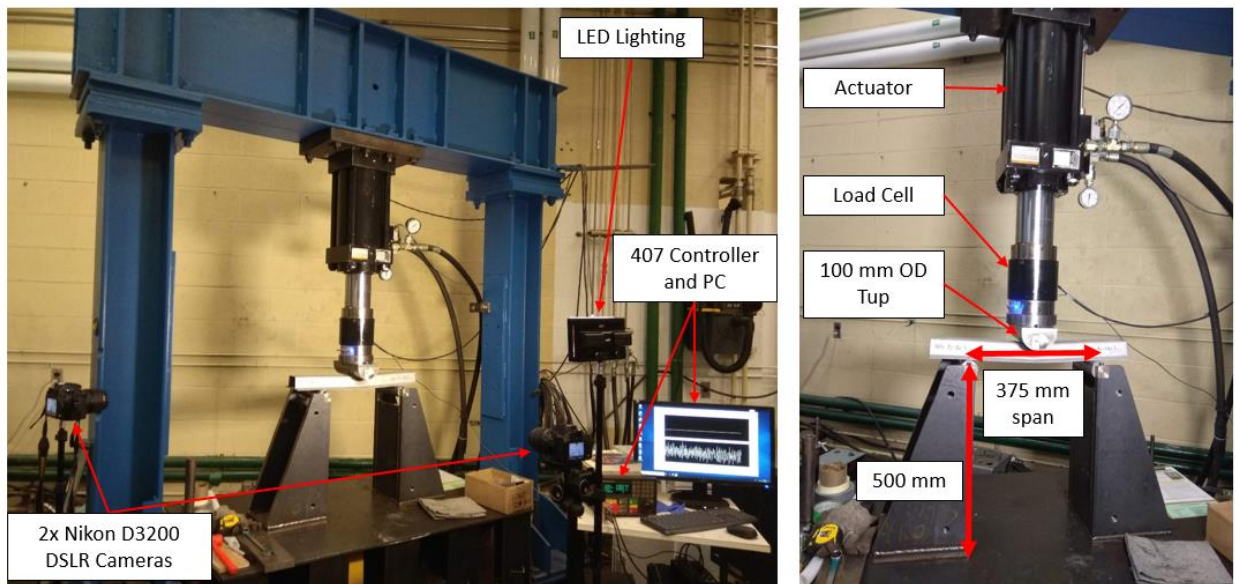 LED Lighting
407 Controller
and PC
2x Nikon D3200
DSLR Cameras
Actuator
Load Cell
100 mm OD
Tup
375 mm
span
500 mm